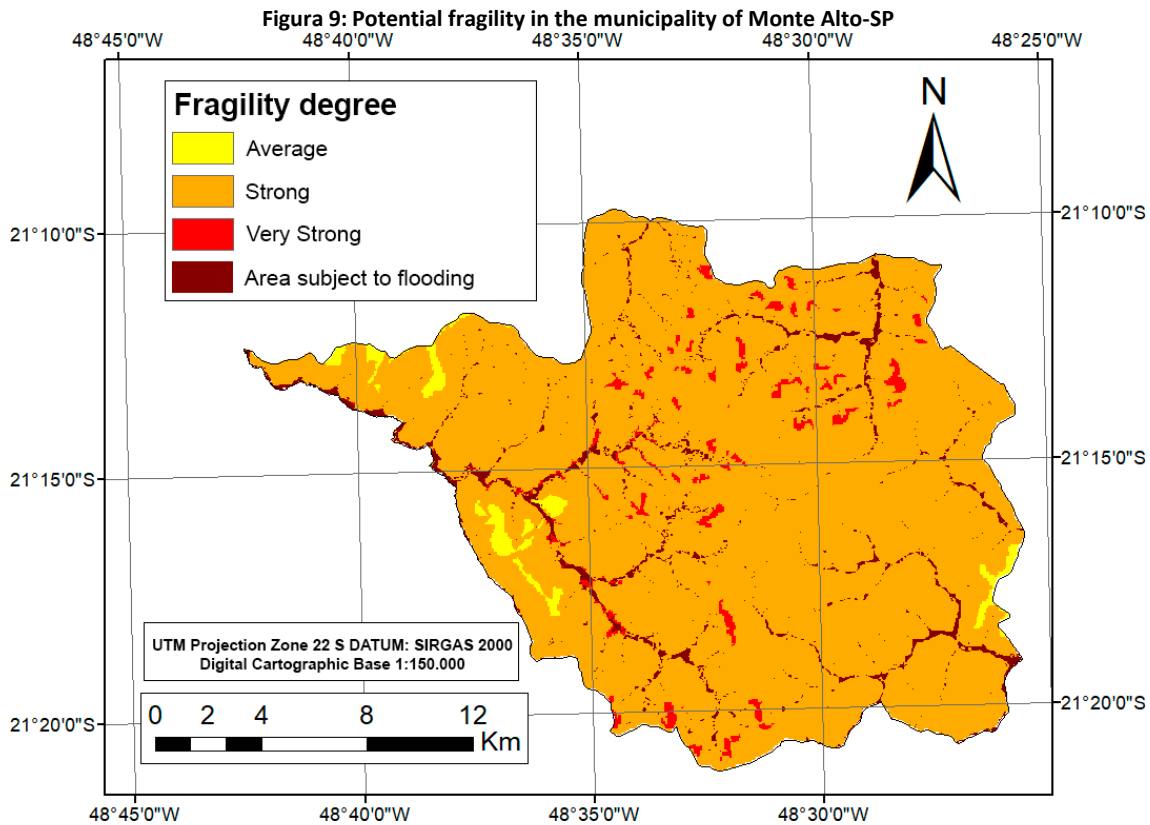 Figura 9: Potential fragility in the municipality of Monte Alto-SP
48°45'0"W 48°40'0"W 48°35'0"W 48°30'0"W 48°25'0"W
Fragility degree
Average
Strong
Very Strong
Area subject to flooding
N
21°10'0"S 21°10'0"S
21°15'0"S 21°15'0"S
21°20'0"S 21°20'0"S
UTM Projection Zone 22 S DATUM: SIRGAS 2000
Digital Cartographic Base 1:150.000
0 2 4 8 12
Km
48°45'0"W 48°40'0"W 48°35'0"W 48°30'0"W